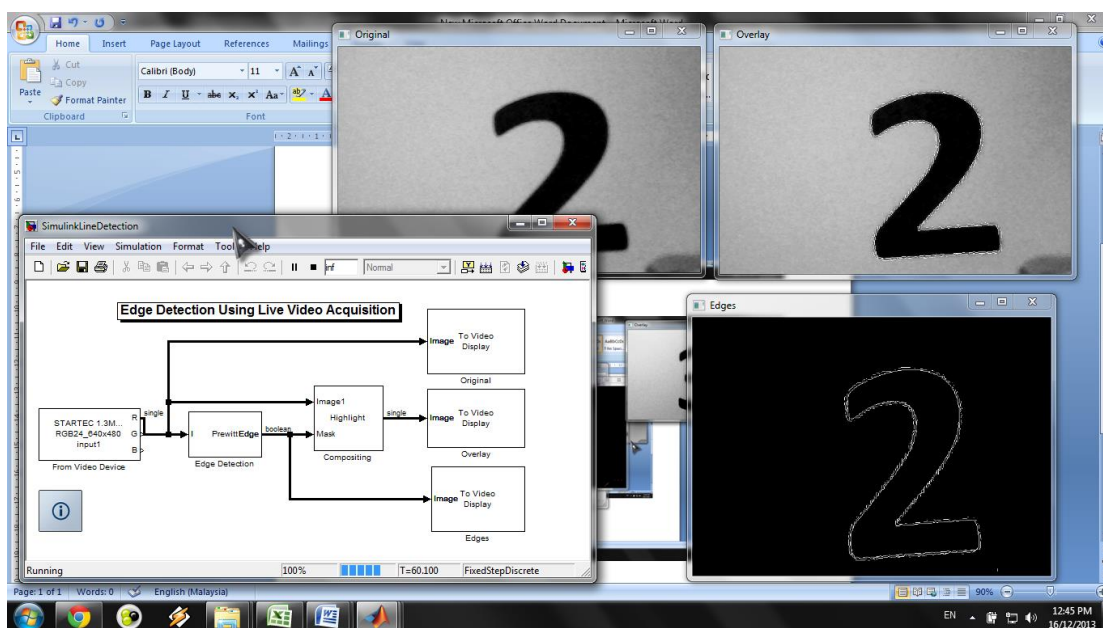 Home Insert Page Layout References Mailings
Cut
Copy
Paste
Format Painter
Clipboard
Calibri (Body) 11
Font
Original
2
Overlay
2
SimulinkLineDetection
File Edit View Simulation Format
inf Normal
Edge Detection Using Live Video Acquisition
Image To Video
Display
Original
STARTEC 1.3M...
RGB24_640x480
input1
R
G
B
single
From Video Device
I PrewittEdge
boolean
Edge Detection
Image1
Highlight
Mask
single
Compositing
Image To Video
Display
Overlay
Image To Video
Display
Edges
Running 100% T=60.100 FixedStepDiscrete
Edges
2
Page: 1 of 1 Words: 0 English (Malaysia) 90%
EN 12:45 PM
16/12/2013